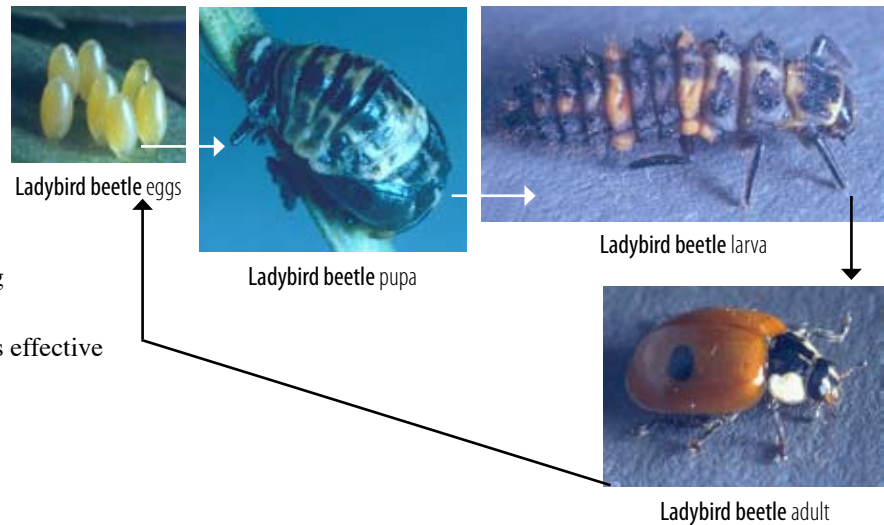 Ladybird beetle eggs
Ladybird beetle pupa
Ladybird beetle larva
s effective
Ladybird beetle adult